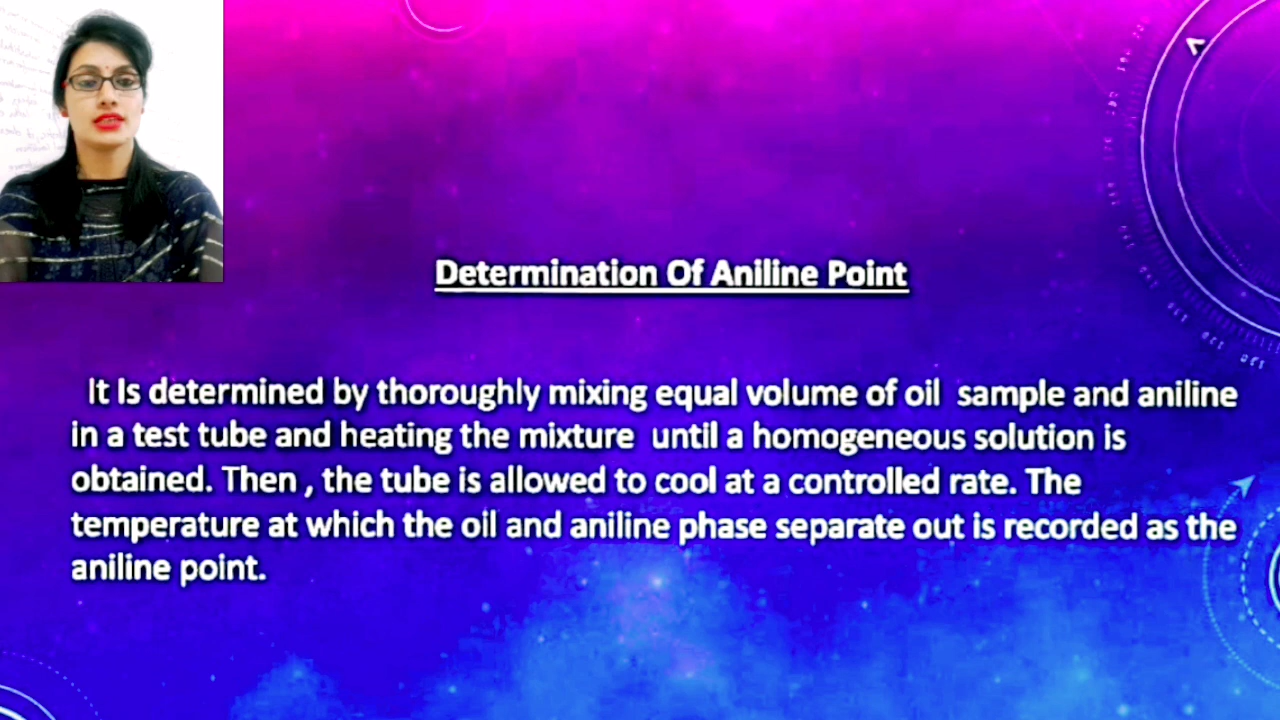 Determination Of Aniline Point
It Is determined by thoroughly mixing equal volume of oil sample and aniline
in a test tube and heating the mixture until a homogeneous solution is
obtained. Then , the tube is allowed to cool at a controlled rate. The
temperature at which the oil and aniline phase separate out is recorded as the
aniline point.